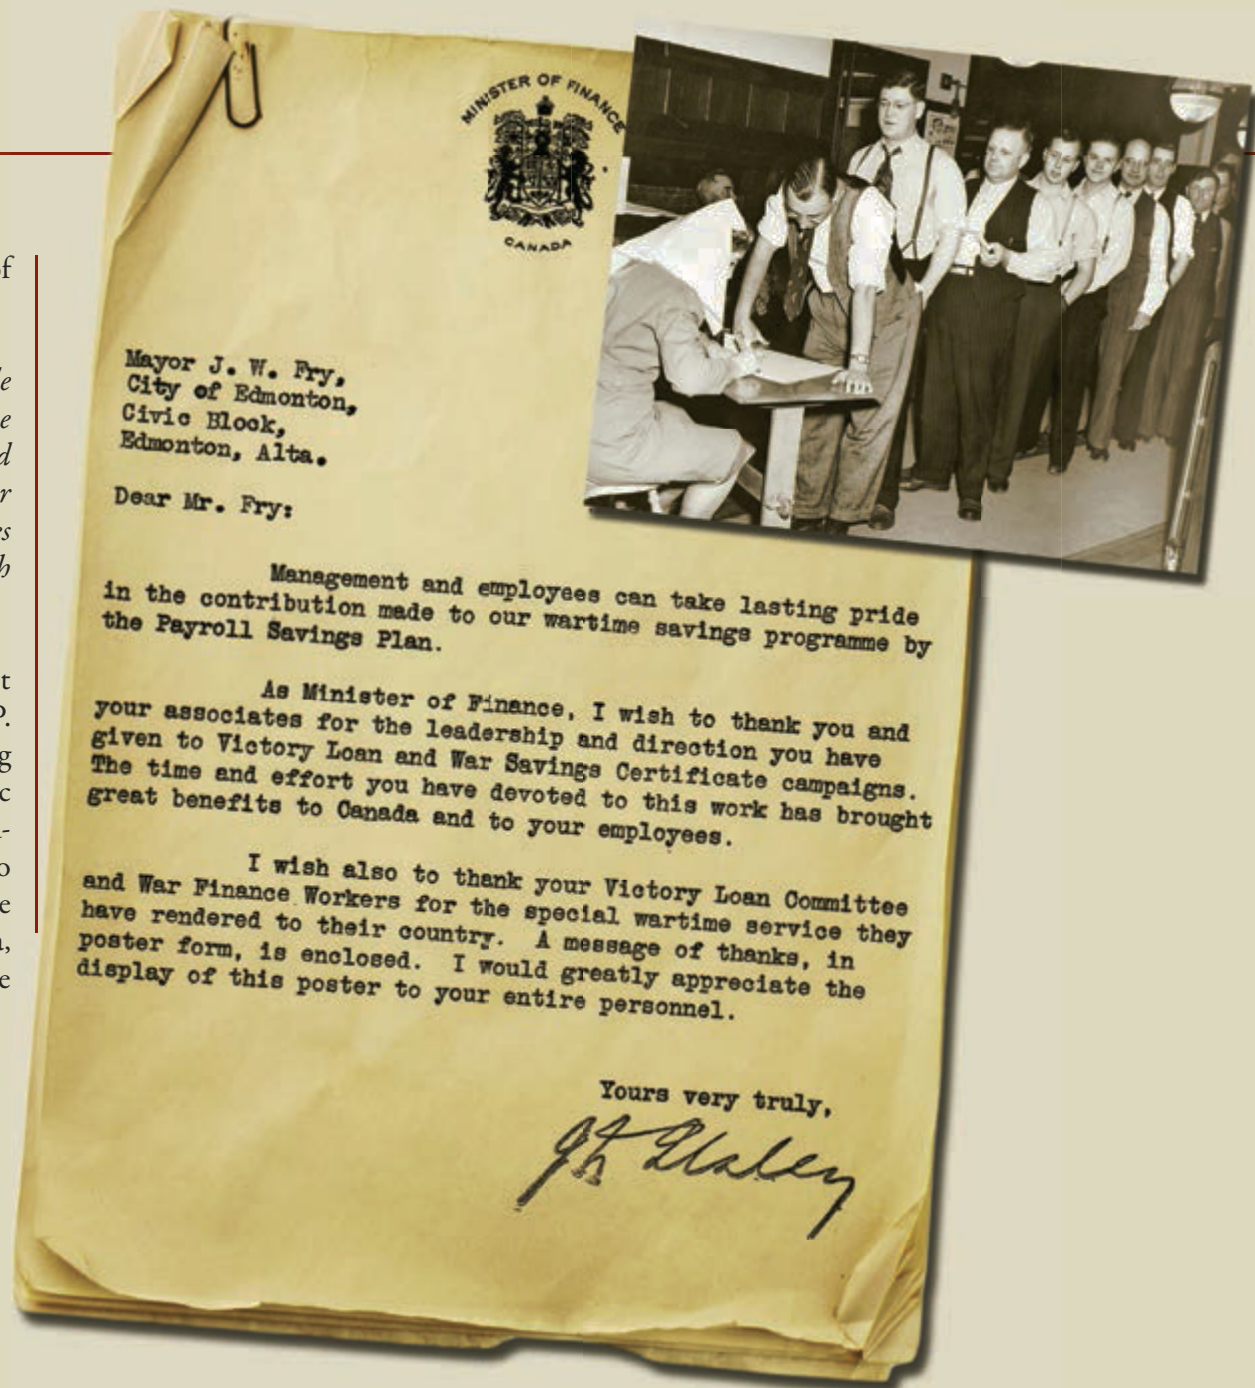 of
e
e
d
r
es
h
t
P.
g
c
-
o
e
,
e
MINISTER OF FINANCE
CANADA
Mayor J. W. Fry,
City of Edmonton,
Civic Block,
Edmonton, Alta.
Dear Mr. Fry:
Management and employees can take lasting pride
in the contribution made to our wartime savings programme by
the Payroll Savings Plan.
As Minister of Finance, I wish to thank you and
your associates for the leadership and direction you have
given to Victory Loan and War Savings Certificate campaigns.
The time and effort you have devoted to this work has brought
great benefits to Canada and to your employees.
I wish also to thank your Victory Loan Committee
and War Finance Workers for the special wartime service they
have rendered to their country. A message of thanks, in
poster form, is enclosed. I would greatly appreciate the
display of this poster to your entire personnel.
Yours very truly,